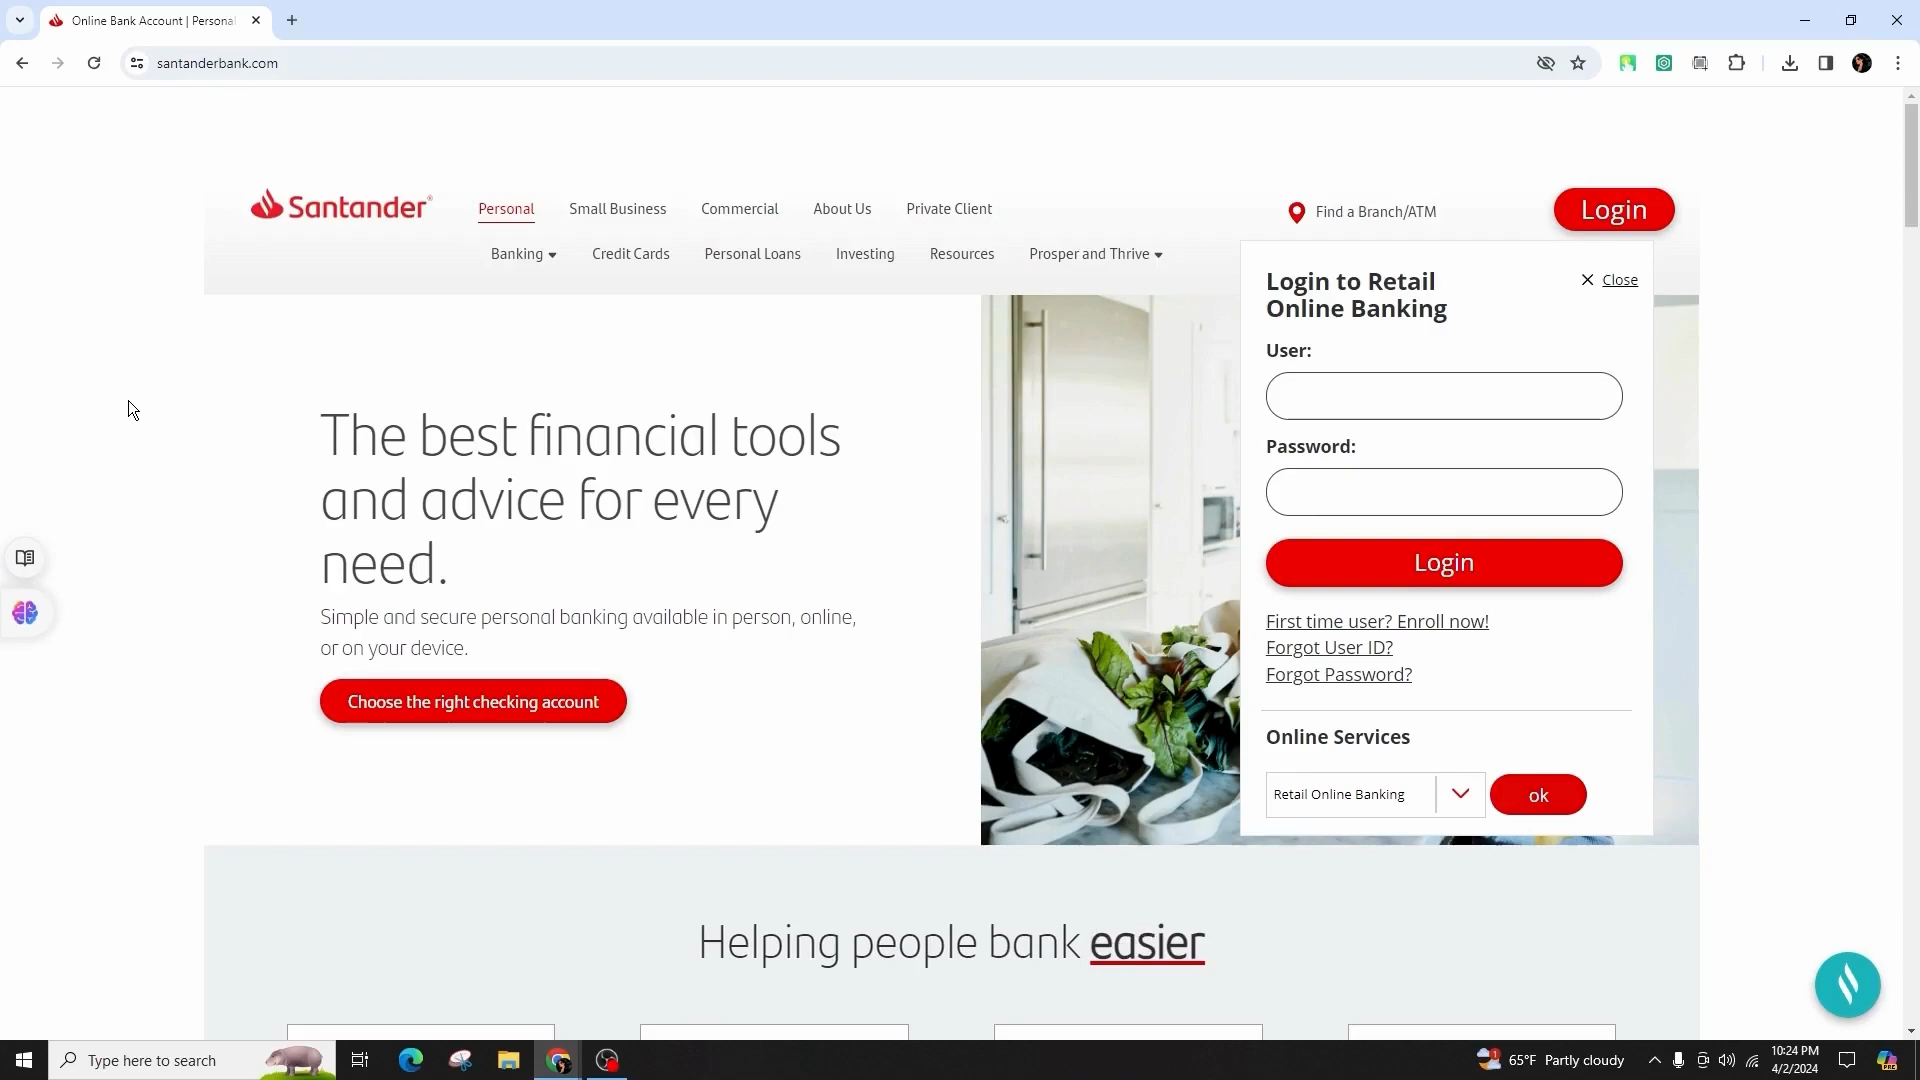 Online Bank Account | Personal
santanderbank.com
Santander
Personal
Small Business
Commercial
About Us
Private Client
Find a Branch/ATM
Login
Banking
Credit Cards
Personal Loans
Investing
Resources
Prosper and Thrive
Login to Retail
Online Banking
Close
User:
Password:
Login
First time user? Enroll now!
Forgot User ID?
Forgot Password?
Online Services
Retail Online Banking
ok
The best financial tools
and advice for every
need.
Simple and secure personal banking available in person, online,
or on your device.
Choose the right checking account
Helping people bank easier
Type here to search
65°F Partly cloudy
10:24 PM
4/2/2024